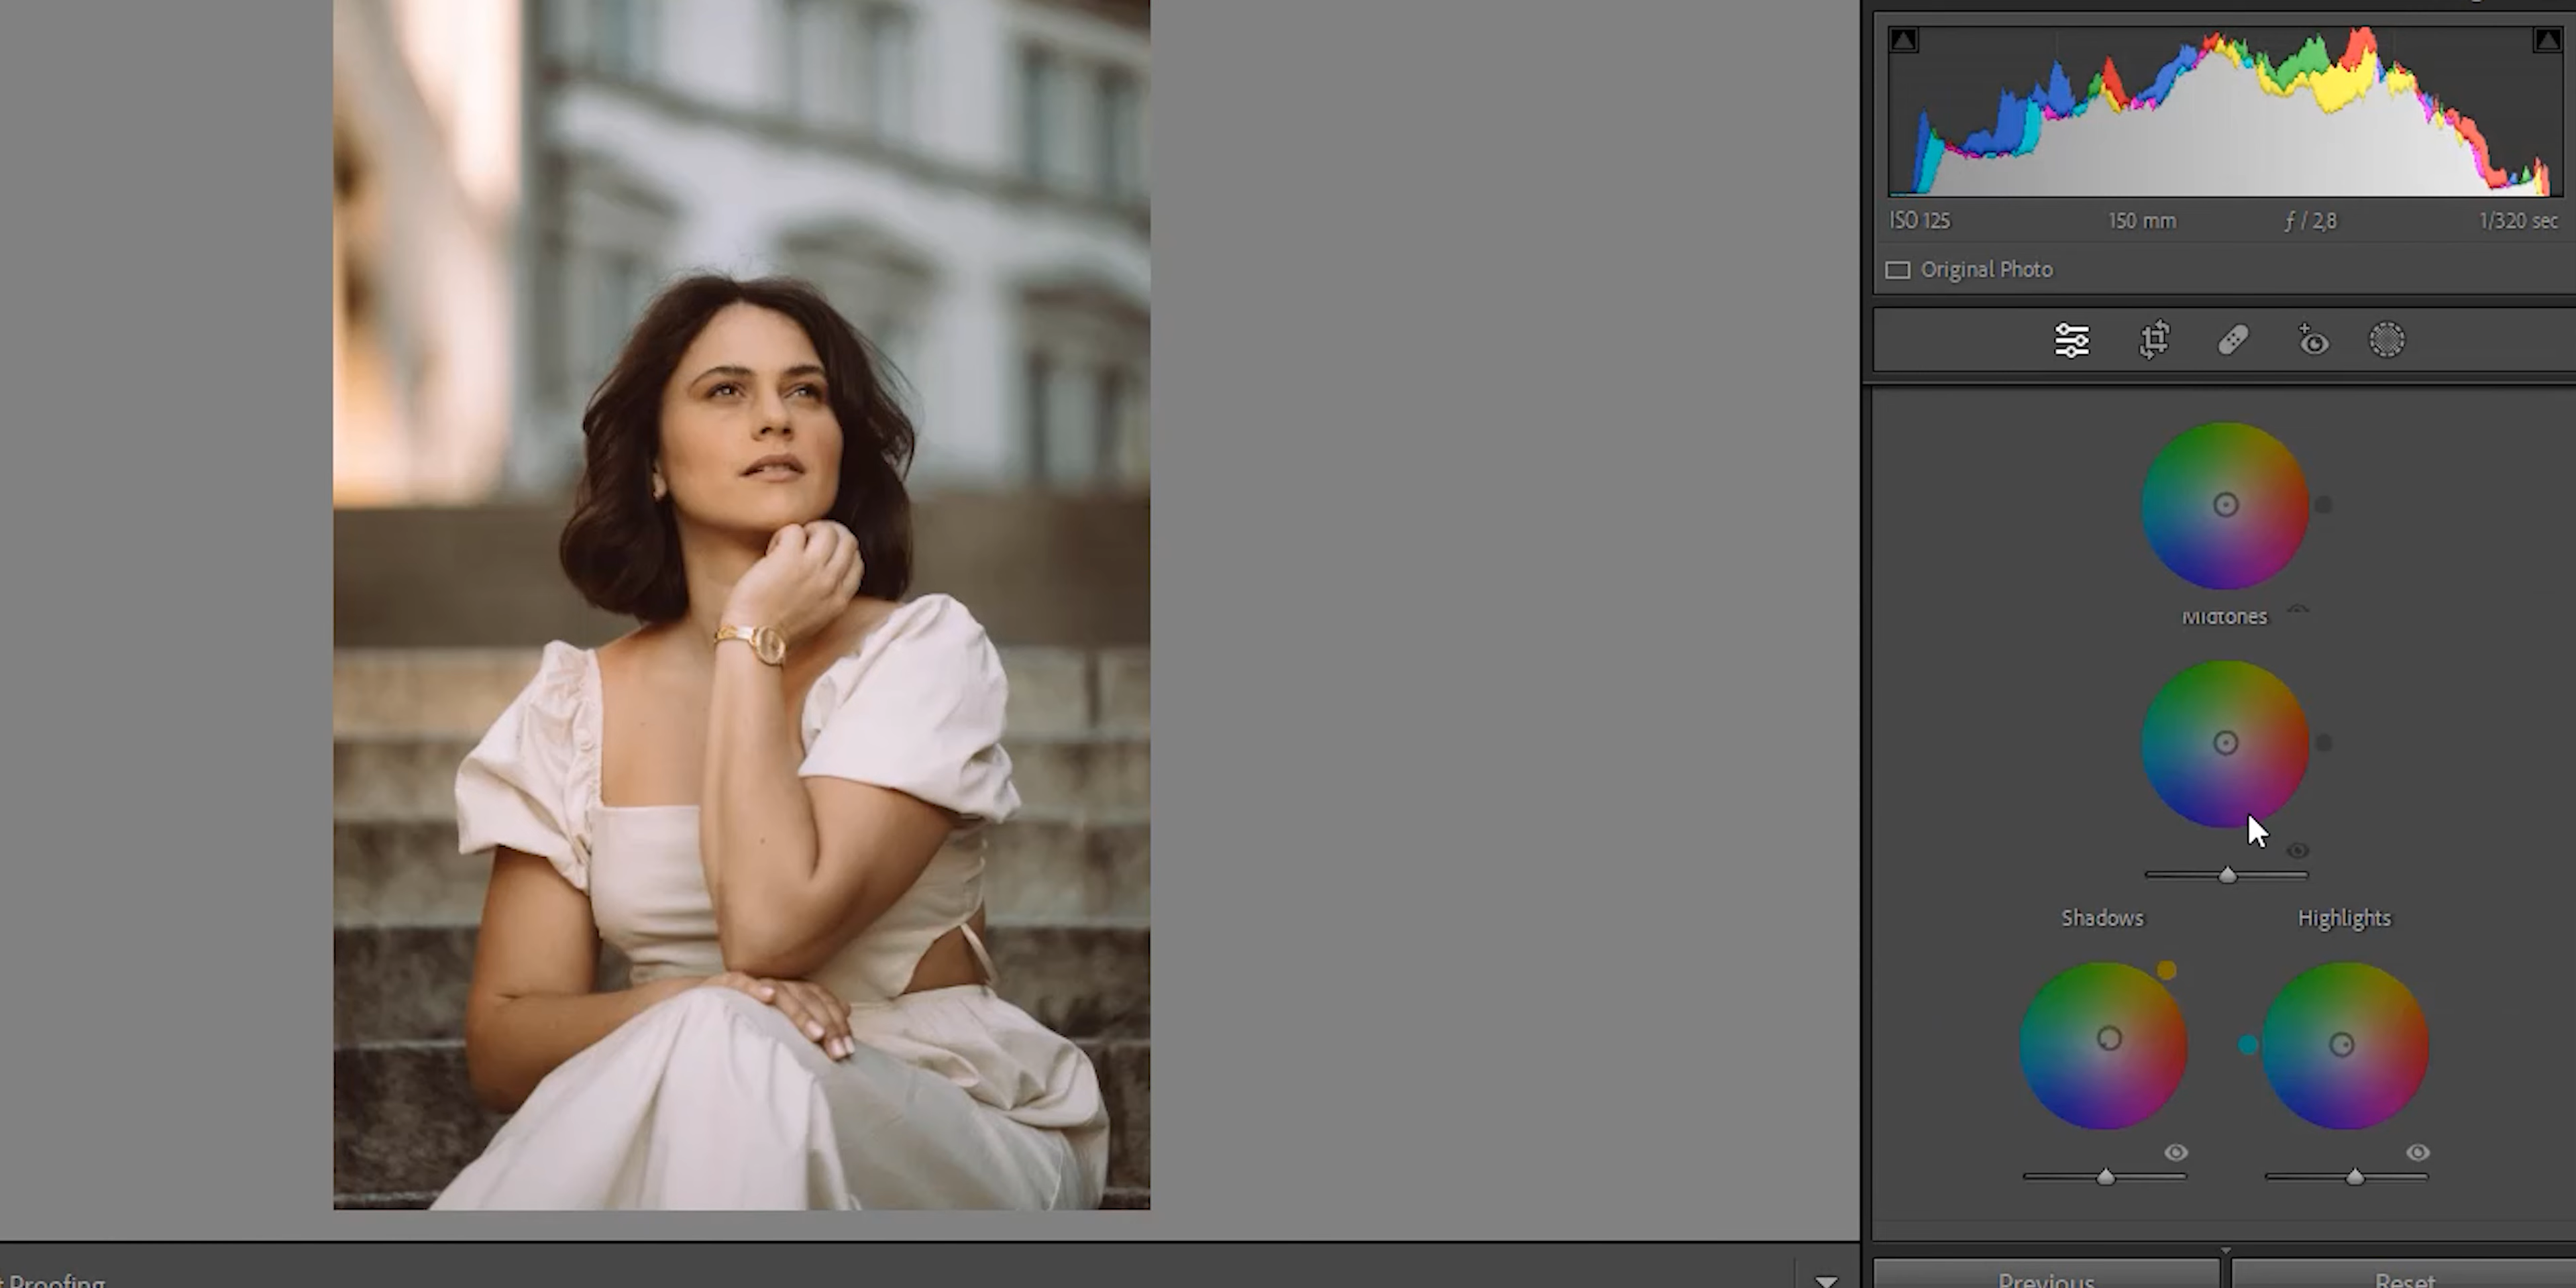 ISO 125 150 mm ƒ / 2,8 1/320 sec
Original Photo
Midtones
Shadows Highlights
Proofing
Previous Reset